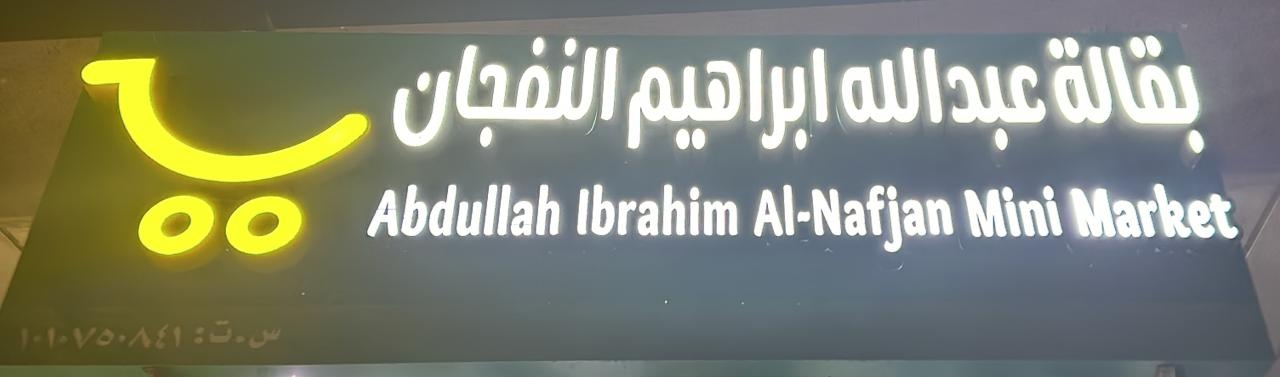 بقالة عبدالله ابراهيم النفجان
Abdullah Ibrahim Al-Nafjan Mini Market
س.ت: ١٠١٠٧٥٠٨٤١